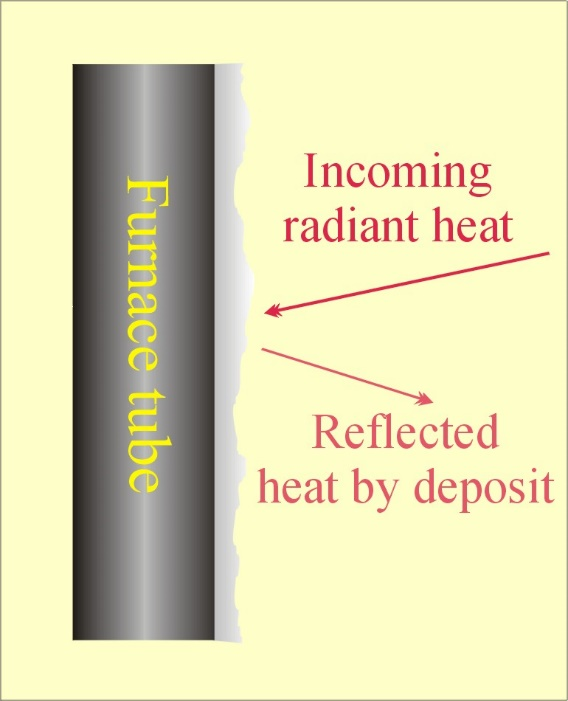 Furnace tube
Incoming
radiant heat
Reflected
heat by deposit